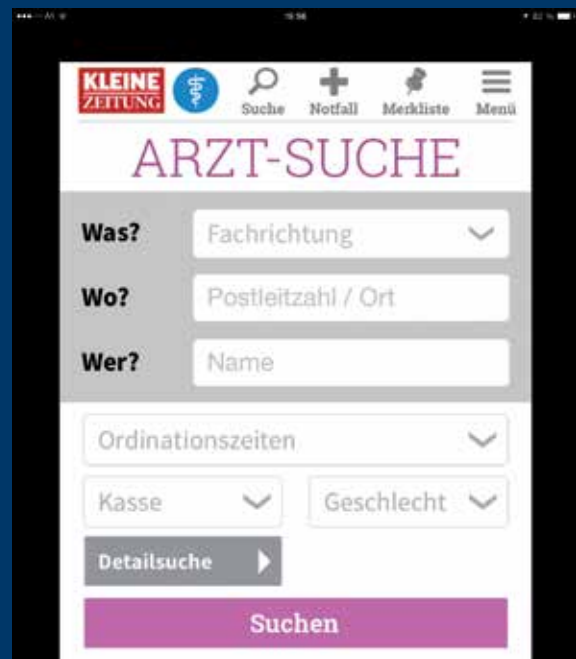 KLEINE
ZEITUNG
Suche Notfall Merkliste Menü
ARZT-SUCHE
Was? Fachrichtung
Wo? Postleitzahl / Ort
Wer? Name
Ordinationszeiten
Kasse Geschlecht
Detailsuche
Suchen